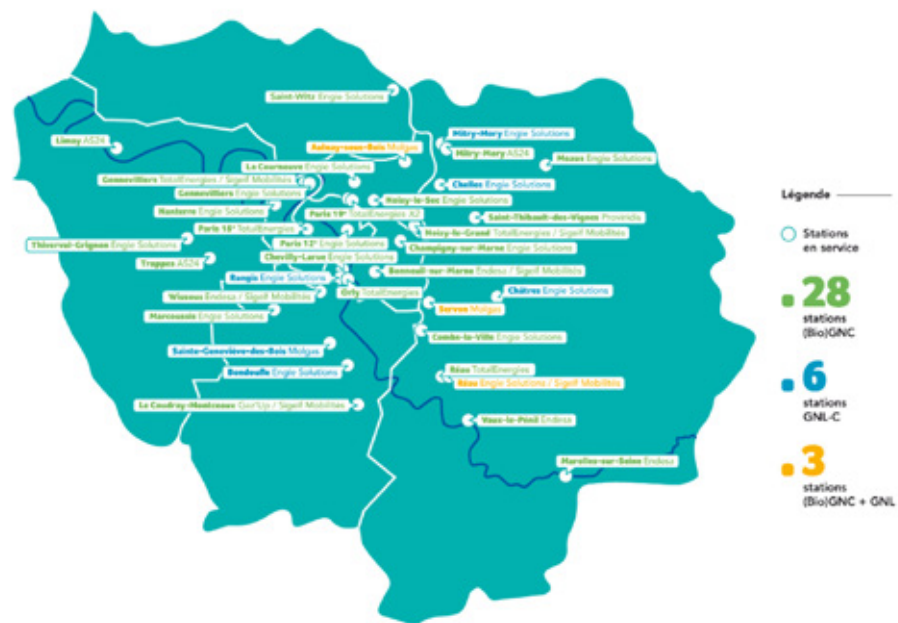 Saint-Witz Engie Solutions
Mitry-Mory Engie Solutions
Limay AS24
Aulnay-sous-Bois Molgas
Mitry-Mory AS24
Meaux Engie Solutions
La Courneuve Engie Solutions
Gennevilliers TotalEnergies / Sigeif Mobilités
Chelles Engie Solutions
Gennevilliers Engie Solutions
Noisy-le-Sec Engie Solutions
Nanterre Engie Solutions
Paris 19e TotalEnergies X2
Saint-Thibault-des-Vignes Proviridis
Paris 18e TotalEnergies
Noisy-le-Grand TotalEnergies / Sigeif Mobilités
Thiverval-Grignon Engie Solutions
Paris 12e Engie Solutions
Champigny-sur-Marne Engie Solutions
Chevilly-Larue Engie Solutions
Trappes AS24
Bonneuil-sur-Marne Endesa / Sigeif Mobilités
Rungis Engie Solutions
Wissous Endesa / Sigeif Mobilités
Orly TotalEnergies
Châtres Engie Solutions
Marcoussis Engie Solutions
Servon Molgas
Combs-la-Ville Engie Solutions
Sainte-Geneviève-des-Bois Molgas
Bondoufle Engie Solutions
Réau TotalEnergies
Réau Engie Solutions / Sigeif Mobilités
Le Coudray-Montceaux Cuur'Up / Sigeif Mobilités
Vaux-le-Pénil Endesa
Marolles-sur-Seine Endesa
Légende
Stations
en service
28
stations
(Bio)GNC
6
stations
GNL-C
3
stations
(Bio)GNC + GNL